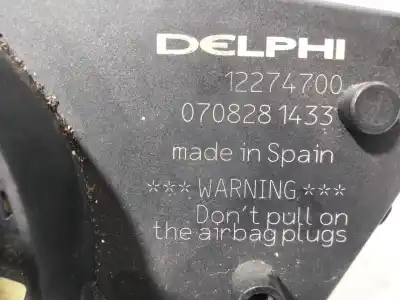 DELPHI
12274700
070828 1433
made in Spain
*** WARNING ***
Don't pull on
the airbag plugs